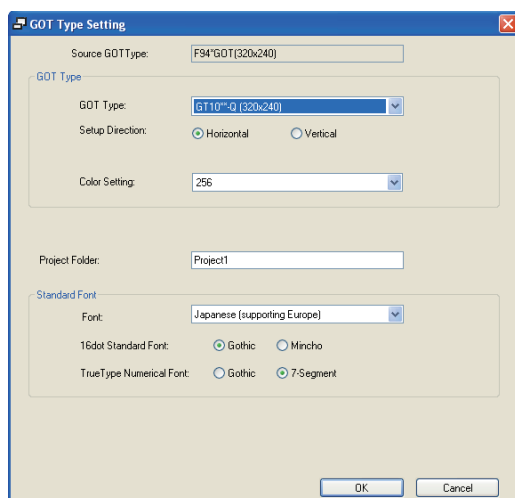 GOT Type Setting
Source GOTType: F94*GOT(320x240)
GOT Type
GOT Type: GT10**-Q (320x240)
Setup Direction: Horizontal Vertical
Color Setting: 256
Project Folder: Project1
Standard Font
Font: Japanese (supporting Europe)
16dot Standard Font: Gothic Mincho
TrueType Numerical Font: Gothic 7-Segment
OK Cancel